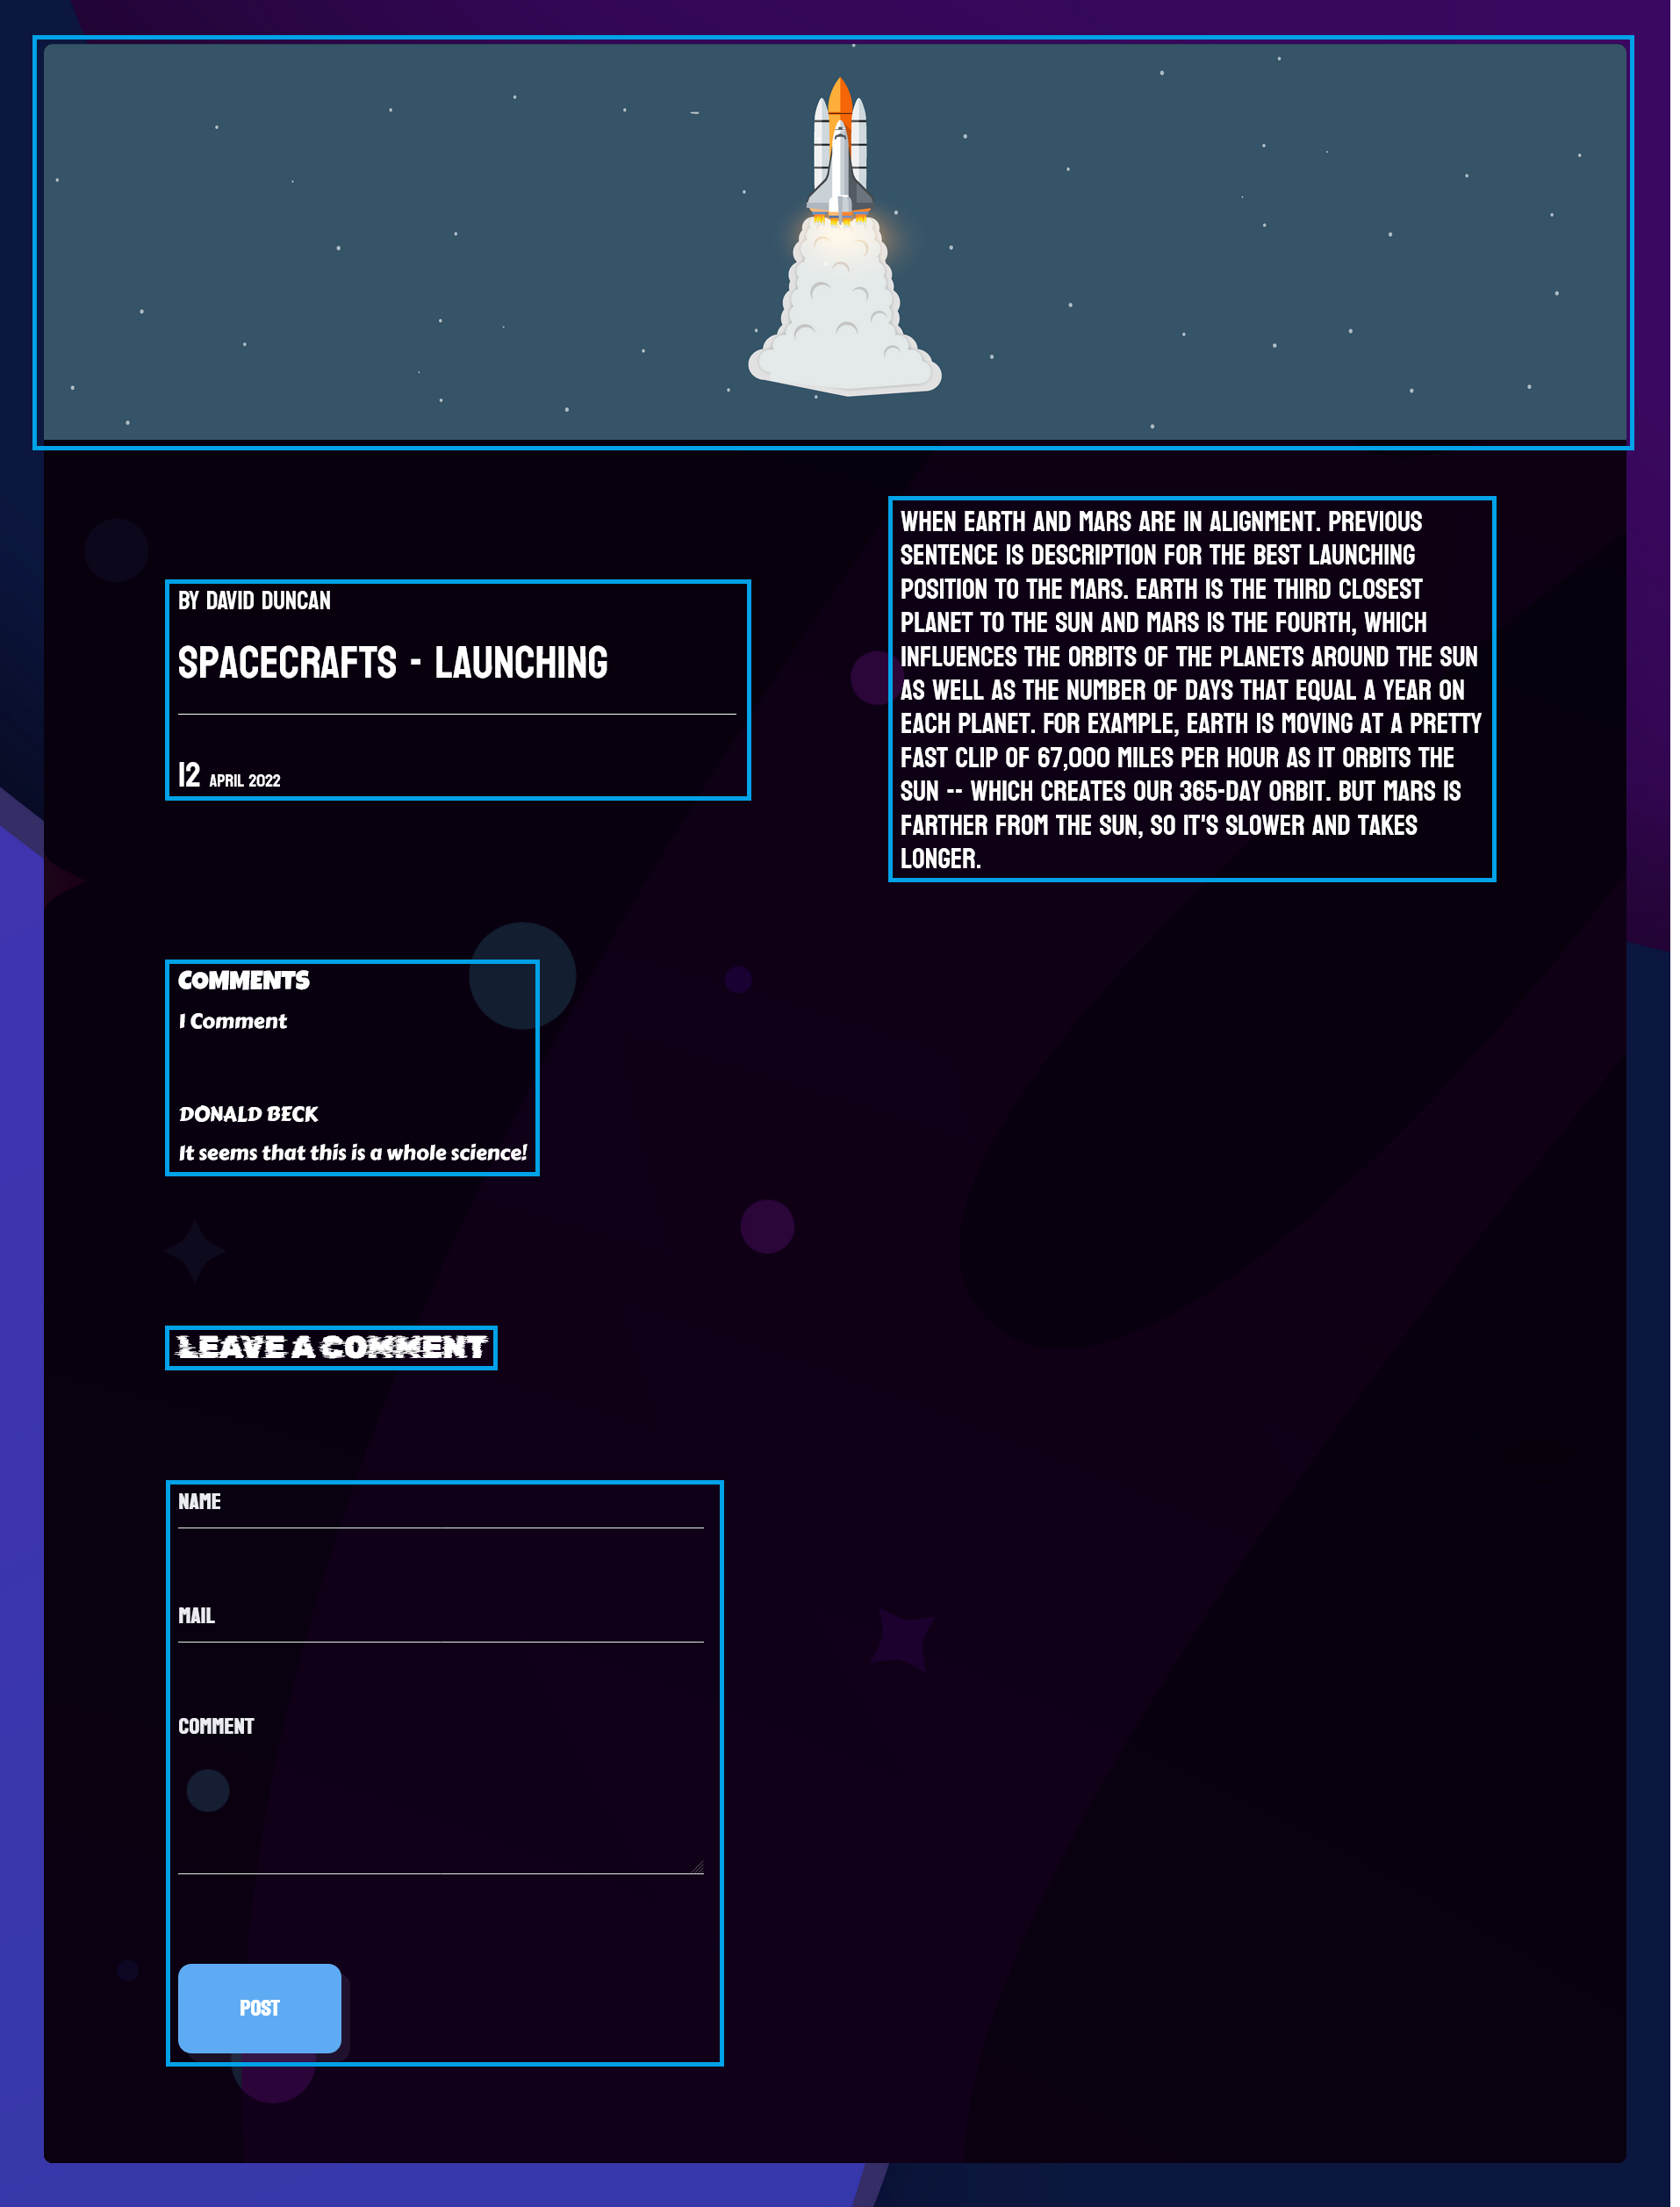 BY DAVID DUNCAN
SPACECRAFTS - LAUNCHING
12 APRIL 2022
WHEN EARTH AND MARS ARE IN ALIGNMENT. PREVIOUS
SENTENCE IS DESCRIPTION FOR THE BEST LAUNCHING
POSITION TO THE MARS. EARTH IS THE THIRD CLOSEST
PLANET TO THE SUN AND MARS IS THE FOURTH, WHICH
INFLUENCES THE ORBITS OF THE PLANETS AROUND THE SUN
AS WELL AS THE NUMBER OF DAYS THAT EQUAL A YEAR ON
EACH PLANET. FOR EXAMPLE, EARTH IS MOVING AT A PRETTY
FAST CLIP OF 67,000 MILES PER HOUR AS IT ORBITS THE
SUN -- WHICH CREATES OUR 365-DAY ORBIT. BUT MARS IS
FARTHER FROM THE SUN, SO IT'S SLOWER AND TAKES
LONGER.
COMMENTS
1 Comment
DONALD BECK
It seems that this is a whole science!
LEAVE A COMMENT
NAME
MAIL
COMMENT
POST